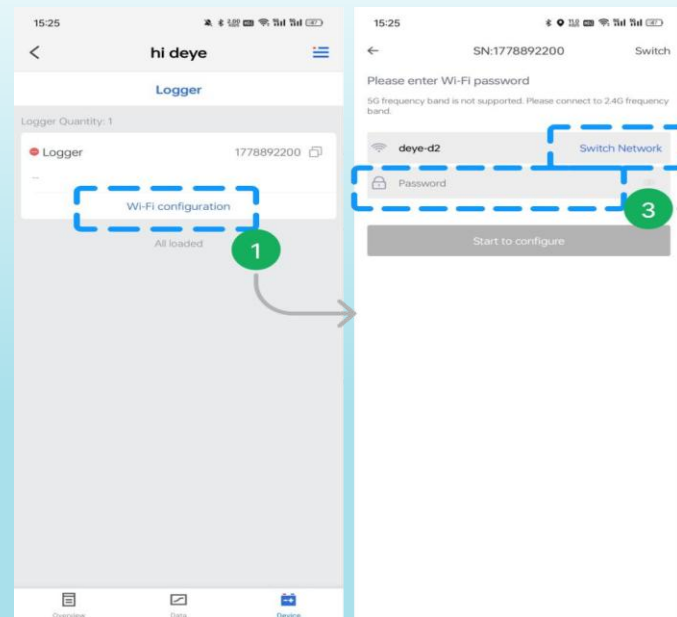 15:25
hi deye
Logger
Logger Quantity: 1
Logger 1778892200
--
Wi-Fi configuration
All loaded
1
Overview Data Device
15:25
SN:1778892200 Switch
Please enter Wi-Fi password
5G frequency band is not supported. Please connect to 2.4G frequency
band.
deye-d2 Switch Network
Password
3
Start to configure